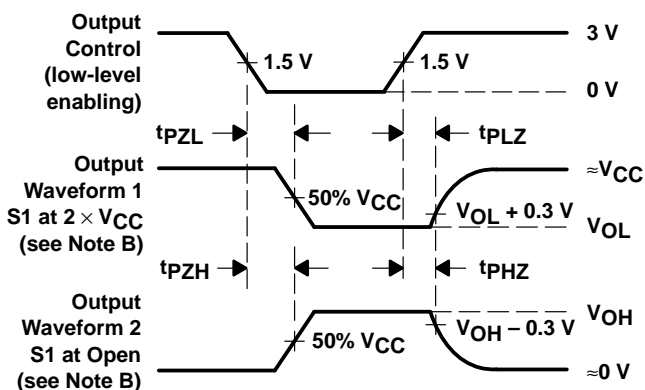 Output
Control
(low-level
enabling)
1.5 V
1.5 V
3 V
0 V
tPZL
tPLZ
Output
Waveform 1
S1 at 2 × VCC
(see Note B)
50% VCC
VOL + 0.3 V
≈VCC
VOL
tPZH
tPHZ
Output
Waveform 2
S1 at Open
(see Note B)
50% VCC
VOH – 0.3 V
VOH
≈0 V